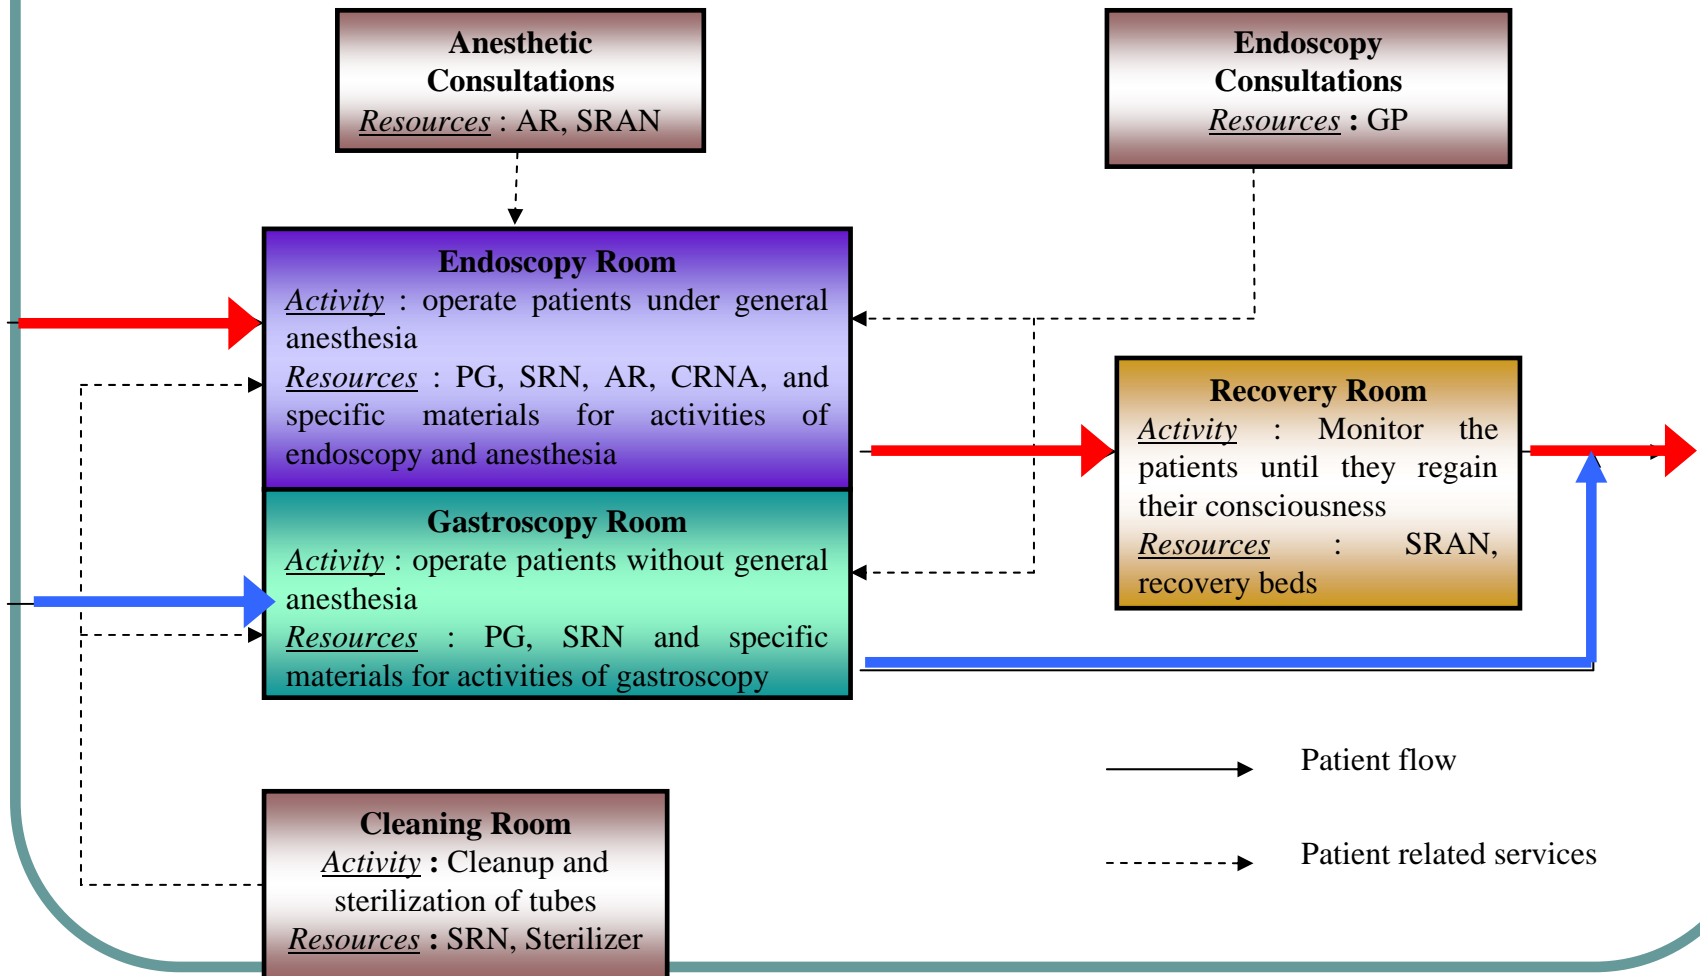 Anesthetic
Consultations
Resources : AR, SRAN
Endoscopy
Consultations
Resources : GP
Endoscopy Room
Activity : operate patients under general
anesthesia
Resources : PG, SRN, AR, CRNA, and
specific materials for activities of
endoscopy and anesthesia
Gastroscopy Room
Activity : operate patients without general
anesthesia
Resources : PG, SRN and specific
materials for activities of gastroscopy
Recovery Room
Activity : Monitor the
patients until they regain
their consciousness
Resources : SRAN,
recovery beds
Patient flow
Patient related services
Cleaning Room
Activity : Cleanup and
sterilization of tubes
Resources : SRN, Sterilizer